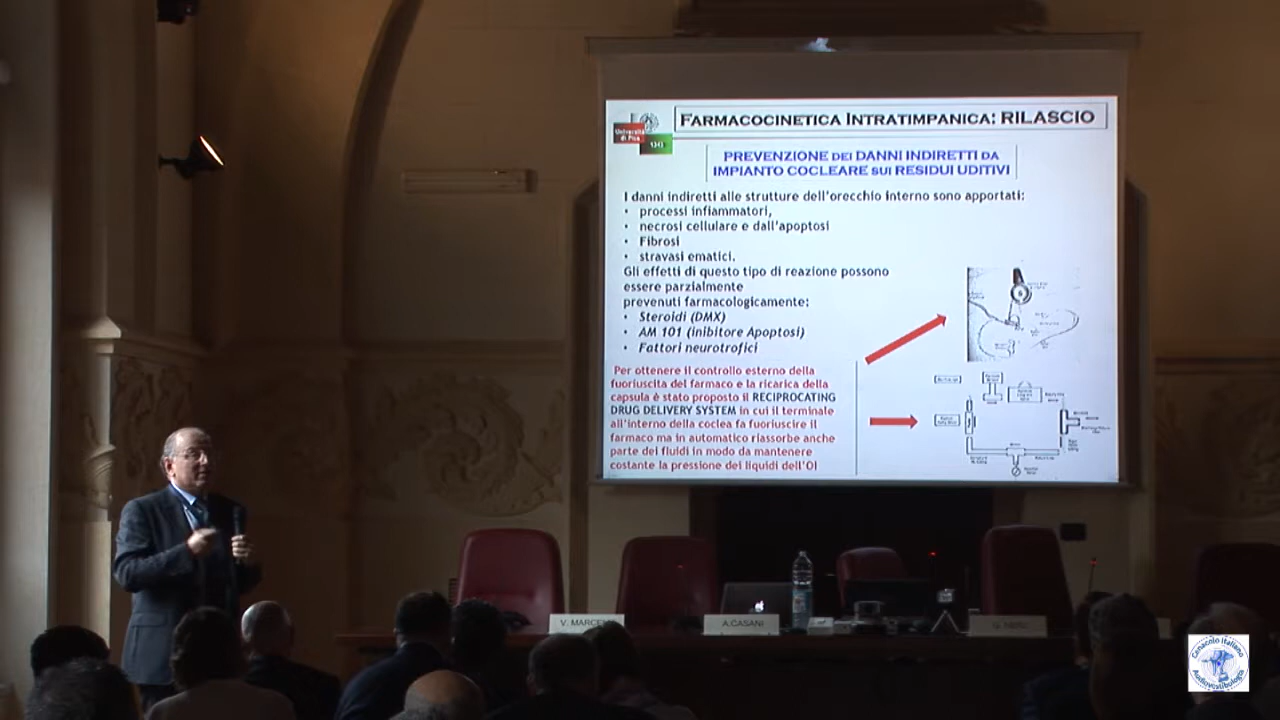 Università
di Pisa
FARMACOCINETICA INTRATIMPANICA: RILASCIO
PREVENZIONE DEI DANNI INDIRETTI DA
IMPIANTO COCLEARE SUI RESIDUI UDITIVI
I danni indiretti alle strutture dell'orecchio interno sono apportati:
• processi infiammatori,
• necrosi cellulare e dall'apoptosi
• Fibrosi
• stravasi ematici.
Gli effetti di questo tipo di reazione possono
essere parzialmente
prevenuti farmacologicamente:
• Steroidi (DMX)
• AM 101 (inibitore Apoptosi)
• Fattori neurotrofici
Per ottenere il controllo esterno della
fuoriuscita del farmaco e la ricarica della
capsula è stato proposto il RECIPROCATING
DRUG DELIVERY SYSTEM in cui il terminale
all'interno della coclea fa fuoriuscire il
farmaco ma in automatico riassorbe anche
parte dei fluidi in modo da mantenere
costante la pressione dei liquidi dell'OI
A.CASANI
Cenacolo Italiano
Audiovestibologia